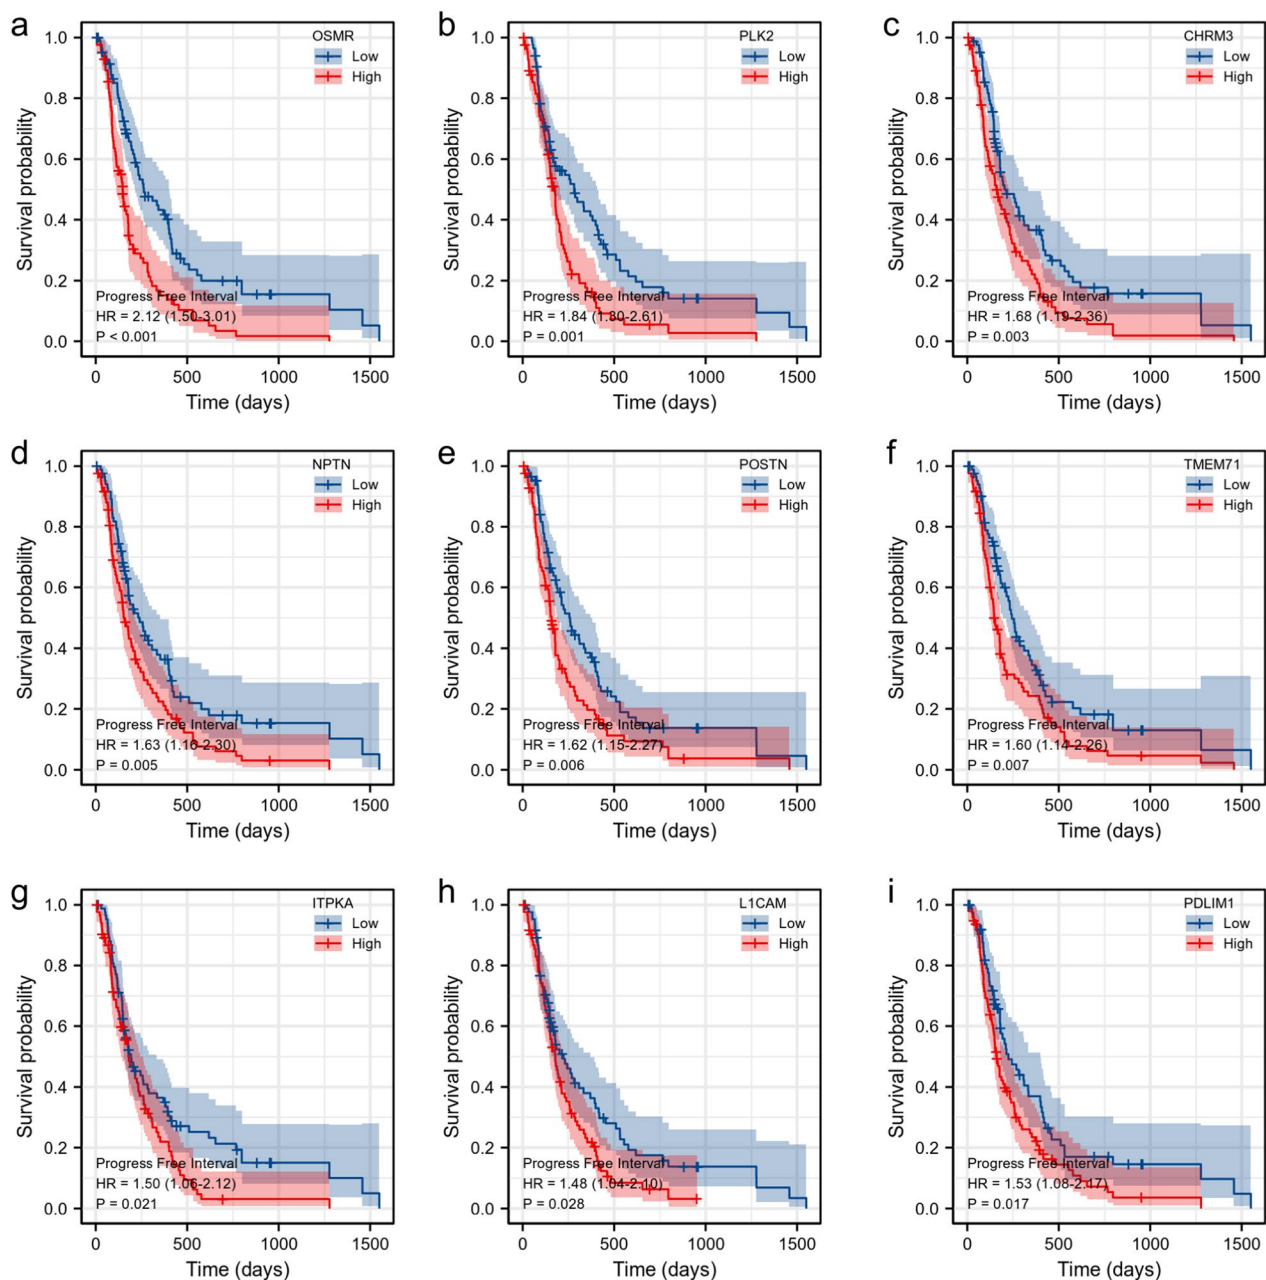 a
OSMR
Low
High
1.0
0.8
0.6
0.4
0.2
0.0
Survival probability
Progress Free Interval
HR = 2.12 (1.50-3.01)
P < 0.001
0 500 1000 1500
Time (days)
b
PLK2
Low
High
1.0
0.8
0.6
0.4
0.2
0.0
Survival probability
Progress Free Interval
HR = 1.84 (1.30-2.61)
P = 0.001
0 500 1000 1500
Time (days)
c
CHRM3
Low
High
1.0
0.8
0.6
0.4
0.2
0.0
Survival probability
Progress Free Interval
HR = 1.68 (1.19-2.36)
P = 0.003
0 500 1000 1500
Time (days)
d
NPTN
Low
High
1.0
0.8
0.6
0.4
0.2
0.0
Survival probability
Progress Free Interval
HR = 1.63 (1.16-2.30)
P = 0.005
0 500 1000 1500
Time (days)
e
POSTN
Low
High
1.0
0.8
0.6
0.4
0.2
0.0
Survival probability
Progress Free Interval
HR = 1.62 (1.15-2.27)
P = 0.006
0 500 1000 1500
Time (days)
f
TMEM71
Low
High
1.0
0.8
0.6
0.4
0.2
0.0
Survival probability
Progress Free Interval
HR = 1.60 (1.14-2.26)
P = 0.007
0 500 1000 1500
Time (days)
g
ITPKA
Low
High
1.0
0.8
0.6
0.4
0.2
0.0
Survival probability
Progress Free Interval
HR = 1.50 (1.06-2.12)
P = 0.021
0 500 1000 1500
Time (days)
h
L1CAM
Low
High
1.0
0.8
0.6
0.4
0.2
0.0
Survival probability
Progress Free Interval
HR = 1.48 (1.04-2.10)
P = 0.028
0 500 1000 1500
Time (days)
i
PDLIM1
Low
High
1.0
0.8
0.6
0.4
0.2
0.0
Survival probability
Progress Free Interval
HR = 1.53 (1.08-2.17)
P = 0.017
0 500 1000 1500
Time (days)